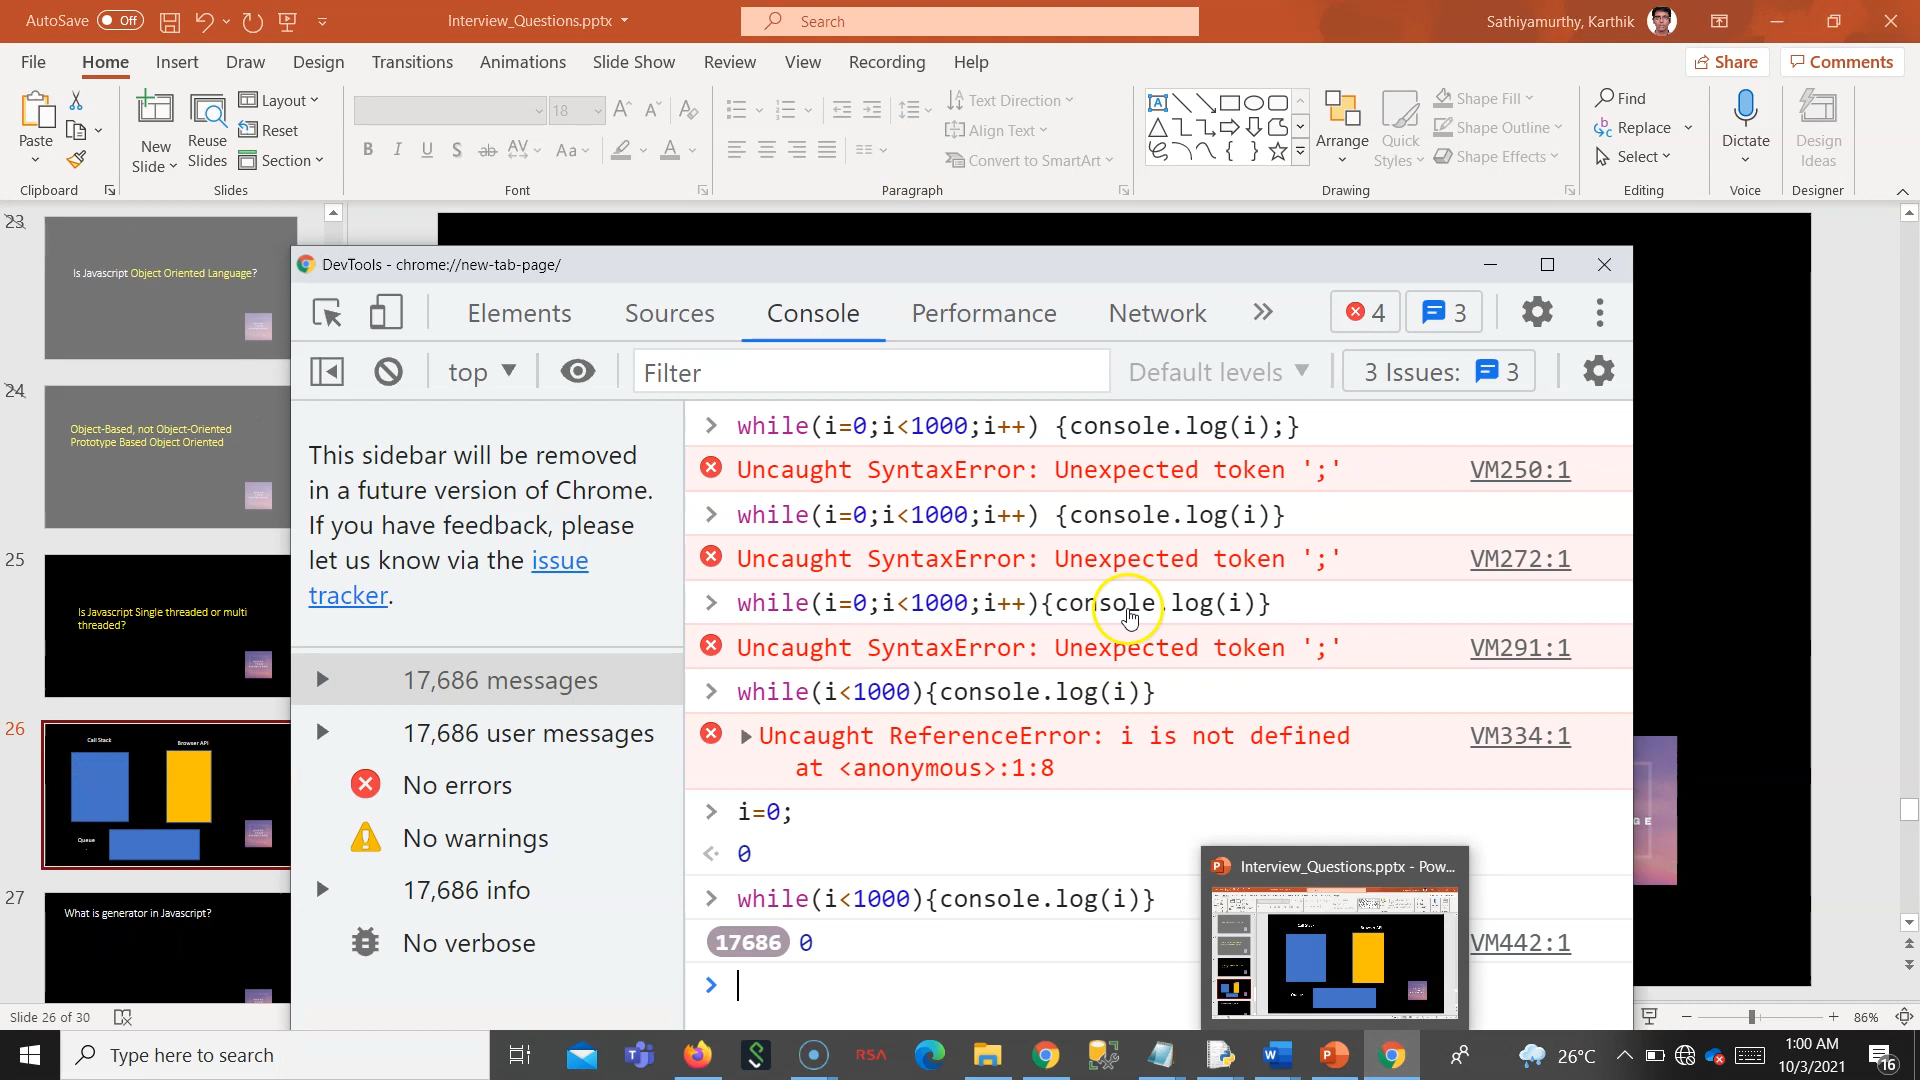 AutoSave Off
Interview_Questions.pptx
Search
Sathiyamurthy, Karthik
File Home Insert Draw Design Transitions Animations Slide Show Review View Recording Help
Share
Comments
Paste
New
Slide
Reuse
Slides
Layout
Reset
Section
18
B I U S ab AV Aa A
Text Direction
Align Text
Convert to SmartArt
Arrange
Quick
Styles
Shape Fill
Shape Outline
Shape Effects
Find
Replace
Select
Dictate
Design
Ideas
Clipboard Slides Font Paragraph Drawing Editing Voice Designer
23
Is Javascript Object Oriented Language?
24
Object-Based, not Object-Oriented
Prototype Based Object Oriented
25
Is Javascript Single threaded or multi
threaded?
26
Call Stack
Browser API
Queue
27
What is generator in Javascript?
DevTools - chrome://new-tab-page/
Elements Sources Console Performance Network
4
3
top
Filter
Default levels
3 Issues: 3
This sidebar will be removed
in a future version of Chrome.
If you have feedback, please
let us know via the issue
tracker.
17,686 messages
17,686 user messages
No errors
No warnings
17,686 info
No verbose
while(i=0;i<1000;i++) {console.log(i);}
Uncaught SyntaxError: Unexpected token ';' VM250:1
while(i=0;i<1000;i++) {console.log(i)}
Uncaught SyntaxError: Unexpected token ';' VM272:1
while(i=0;i<1000;i++){console.log(i)}
Uncaught SyntaxError: Unexpected token ';' VM291:1
while(i<1000){console.log(i)}
Uncaught ReferenceError: i is not defined VM334:1
at <anonymous>:1:8
i=0;
0
while(i<1000){console.log(i)}
17686 0 VM442:1
Interview_Questions.pptx - Pow...
Call Stack
Browser API
Queue
G E
Slide 26 of 30
86%
Type here to search
RSA
26°C
1:00 AM
10/3/2021
16